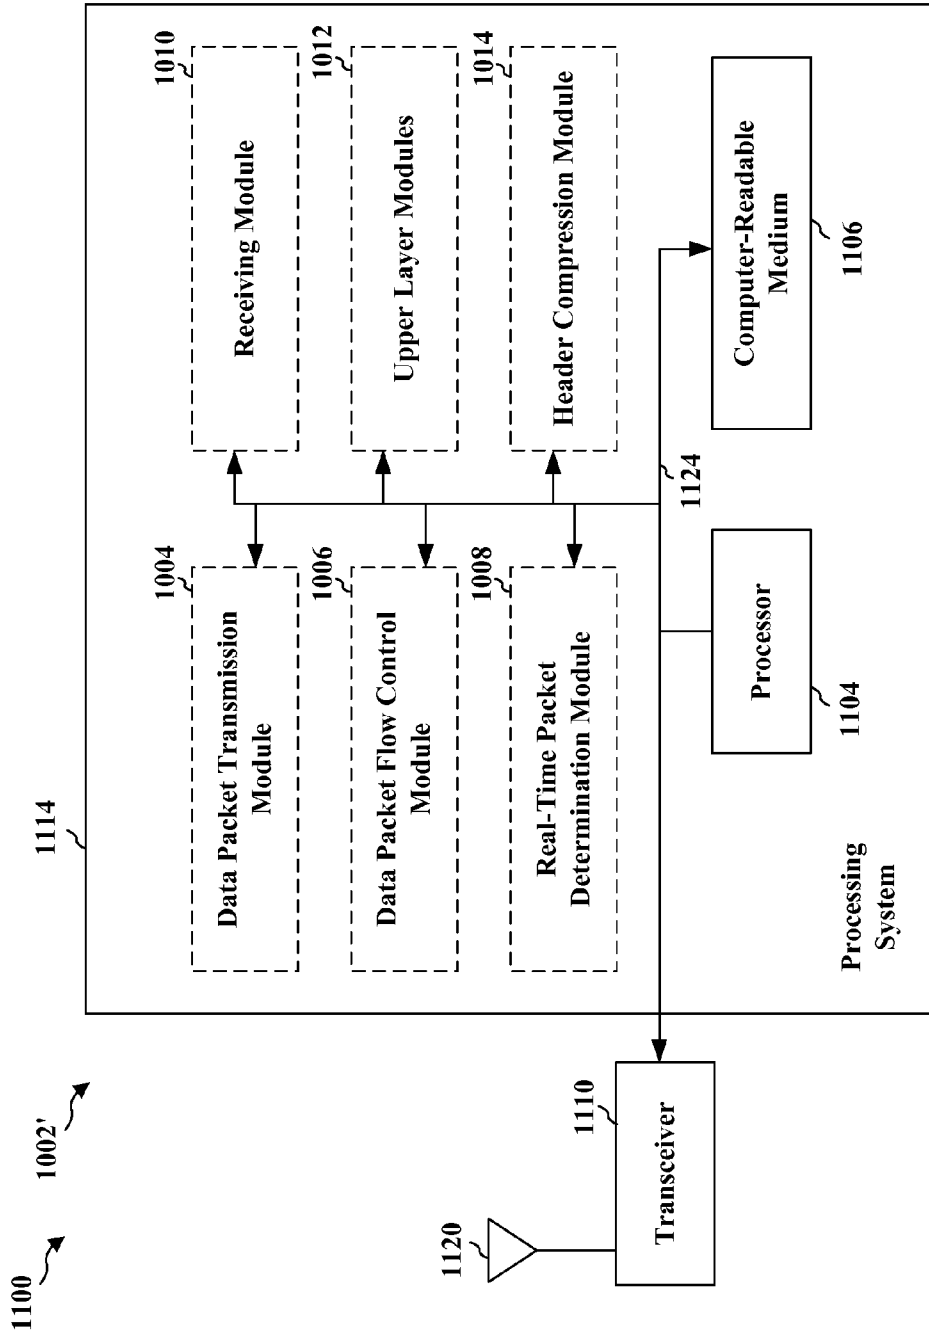 1100
1002'
1114
1004
Data Packet Transmission
Module
1010
Receiving Module
1006
Data Packet Flow Control
Module
1012
Upper Layer Modules
1008
Real-Time Packet
Determination Module
1014
Header Compression Module
1120
1110
Transceiver
1124
Processor
1104
Computer-Readable
Medium
1106
Processing
System